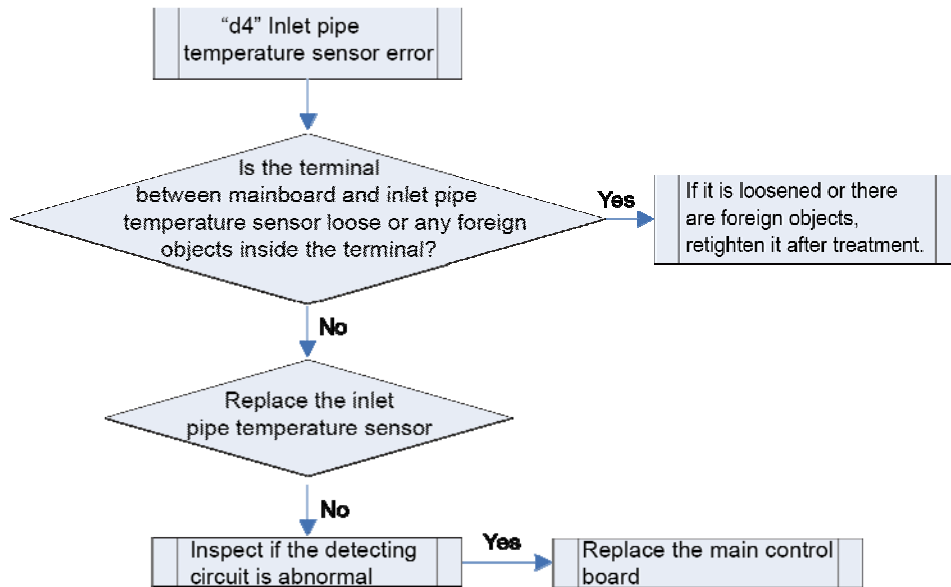 “d4” Inlet pipe
temperature sensor error
Is the terminal
between mainboard and inlet pipe
temperature sensor loose or any foreign
objects inside the terminal?
Yes
If it is loosened or there
are foreign objects,
retighten it after treatment.
No
Replace the inlet
pipe temperature sensor
No
Inspect if the detecting
circuit is abnormal
Yes
Replace the main control
board